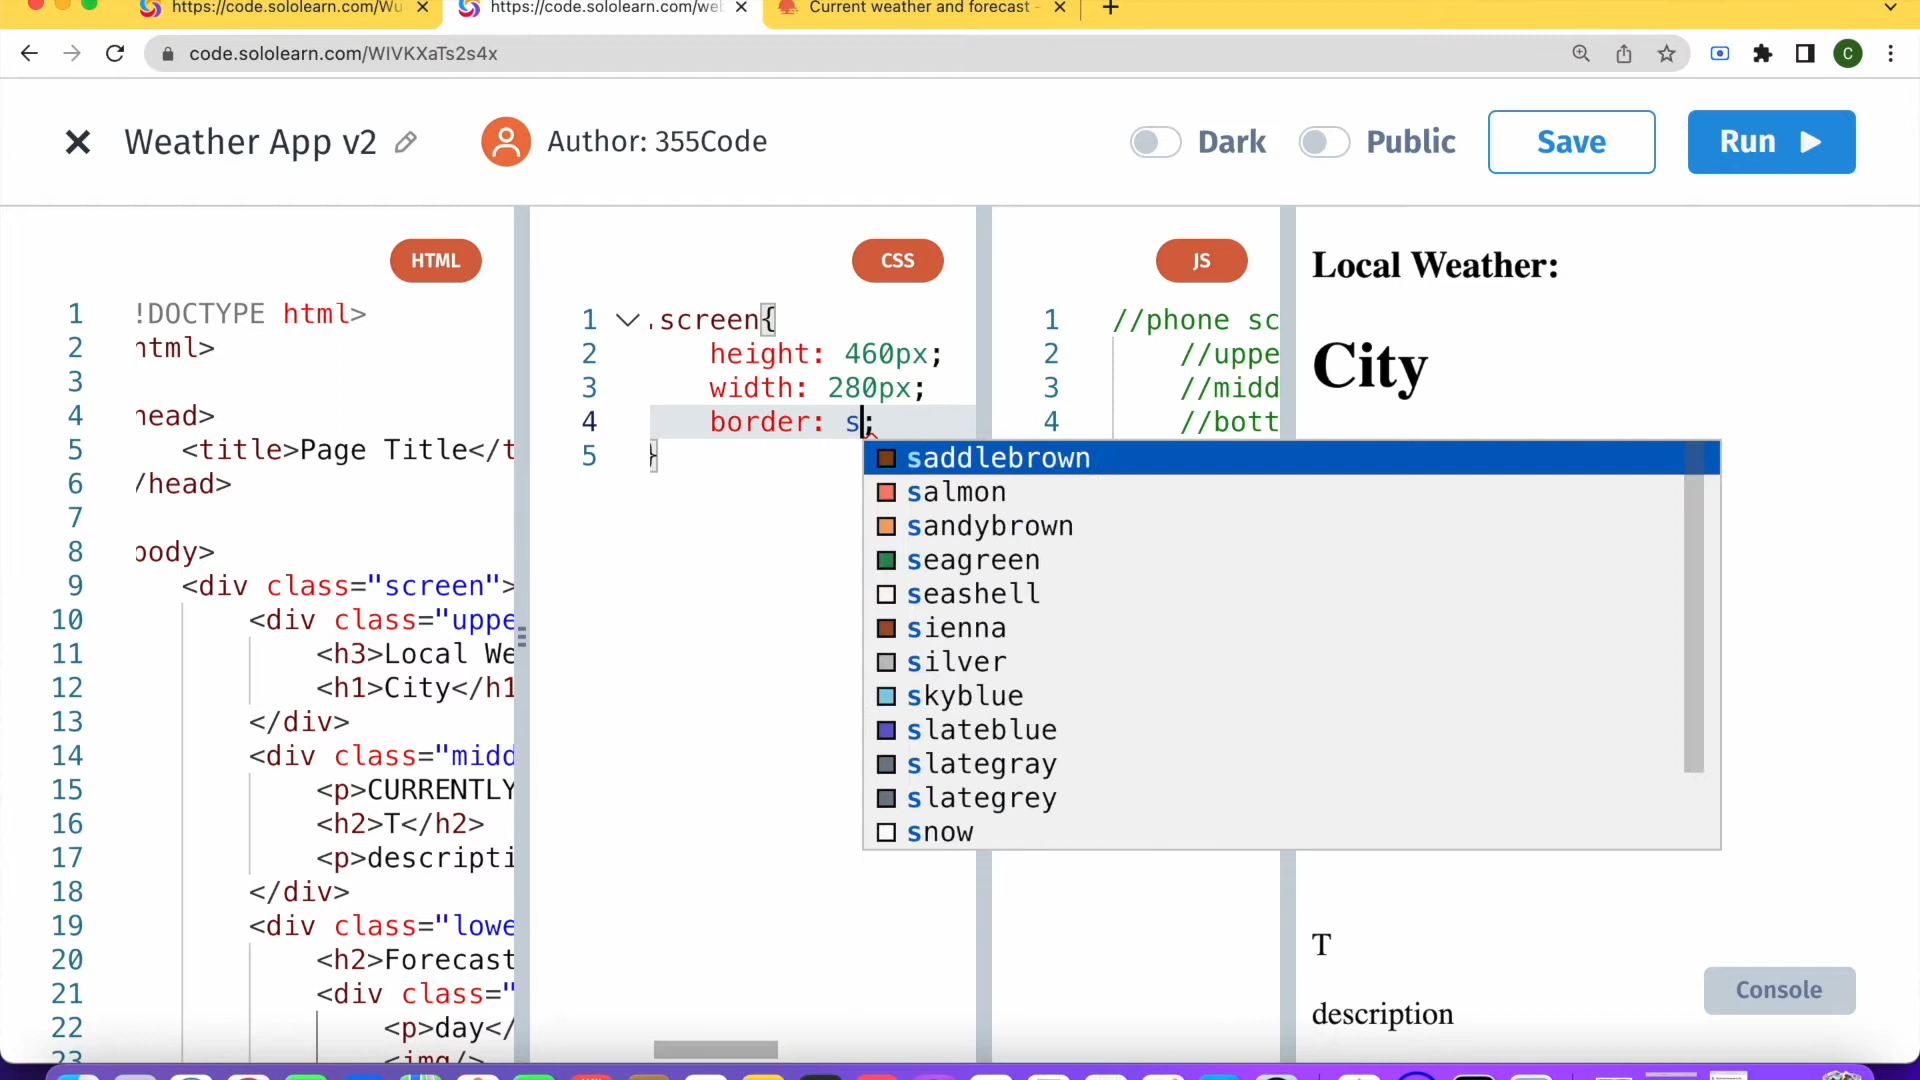 https://code.sololearn.com/Wu
https://code.sololearn.com/web
Current weather and forecast -
code.sololearn.com/WIVKXaTs2s4x
C
Weather App v2
Author: 355Code
Dark
Public
Save
Run
HTML
1 !DOCTYPE html>
2 html>
3
4 head>
5 <title>Page Title</t
6 /head>
7
8 body>
9 <div class="screen">
10 <div class="uppe
11 <h3>Local We
12 <h1>City</h1
13 </div>
14 <div class="midd
15 <p>CURRENTLY
16 <h2>T</h2>
17 <p>descripti
18 </div>
19 <div class="lowe
20 <h2>Forecast
21 <div class="
22 <p>day</
23 <img/>
CSS
1 .screen{
2 height: 460px;
3 width: 280px;
4 border: s;
5 }
saddlebrown
salmon
sandybrown
seagreen
seashell
sienna
silver
skyblue
slateblue
slategray
slategrey
snow
JS
1 //phone sc
2 //uppe
3 //midd
4 //bott
Local Weather:
City
T
description
Console